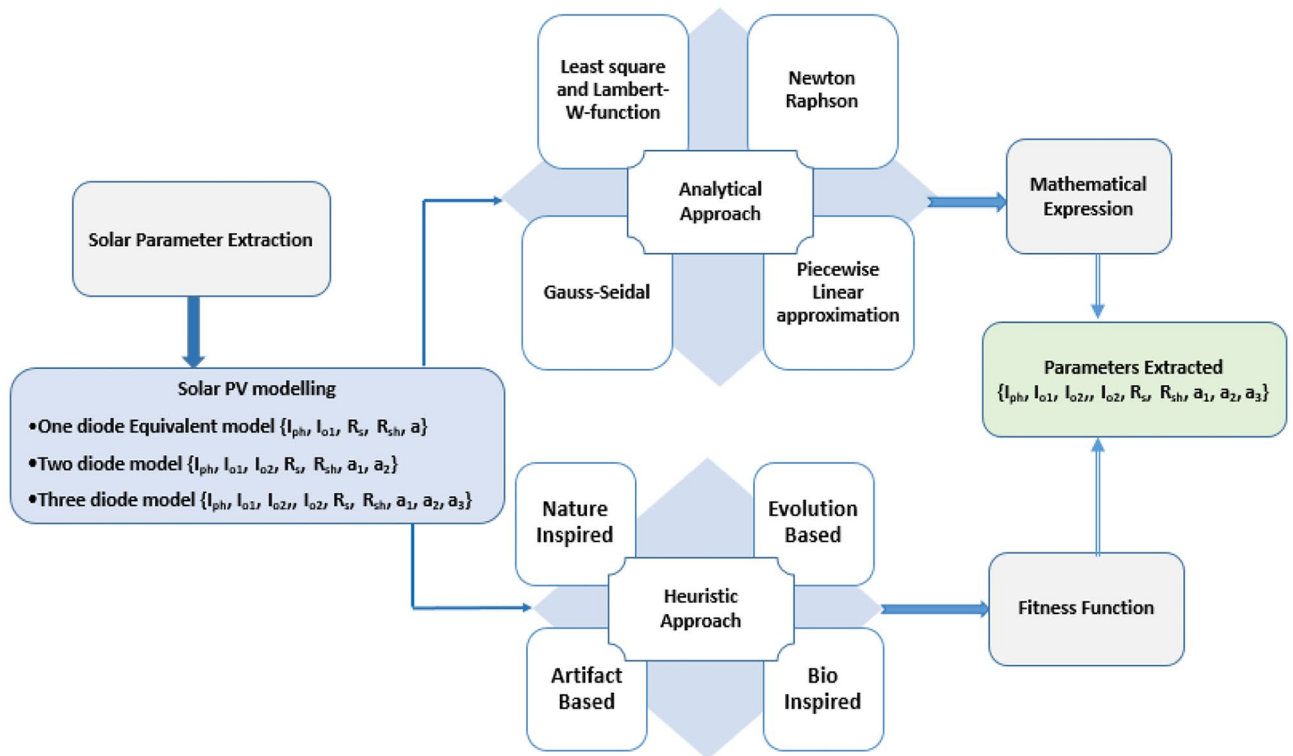 Solar Parameter Extraction
Solar PV modelling
•One diode Equivalent model {Iph, Io1, Rs, Rsh, a}
•Two diode model {Iph, Io1, Io2, Rs, Rsh, a1, a2}
•Three diode model {Iph, Io1, Io2,, Io2, Rs, Rsh, a1, a2, a3}
Least square
and Lambert-
W-function
Newton
Raphson
Analytical
Approach
Gauss-Seidal
Piecewise
Linear
approximation
Mathematical
Expression
Parameters Extracted
{Iph, Io1, Io2,, Io2, Rs, Rsh, a1, a2, a3}
Nature
Inspired
Evolution
Based
Heuristic
Approach
Artifact
Based
Bio
Inspired
Fitness Function